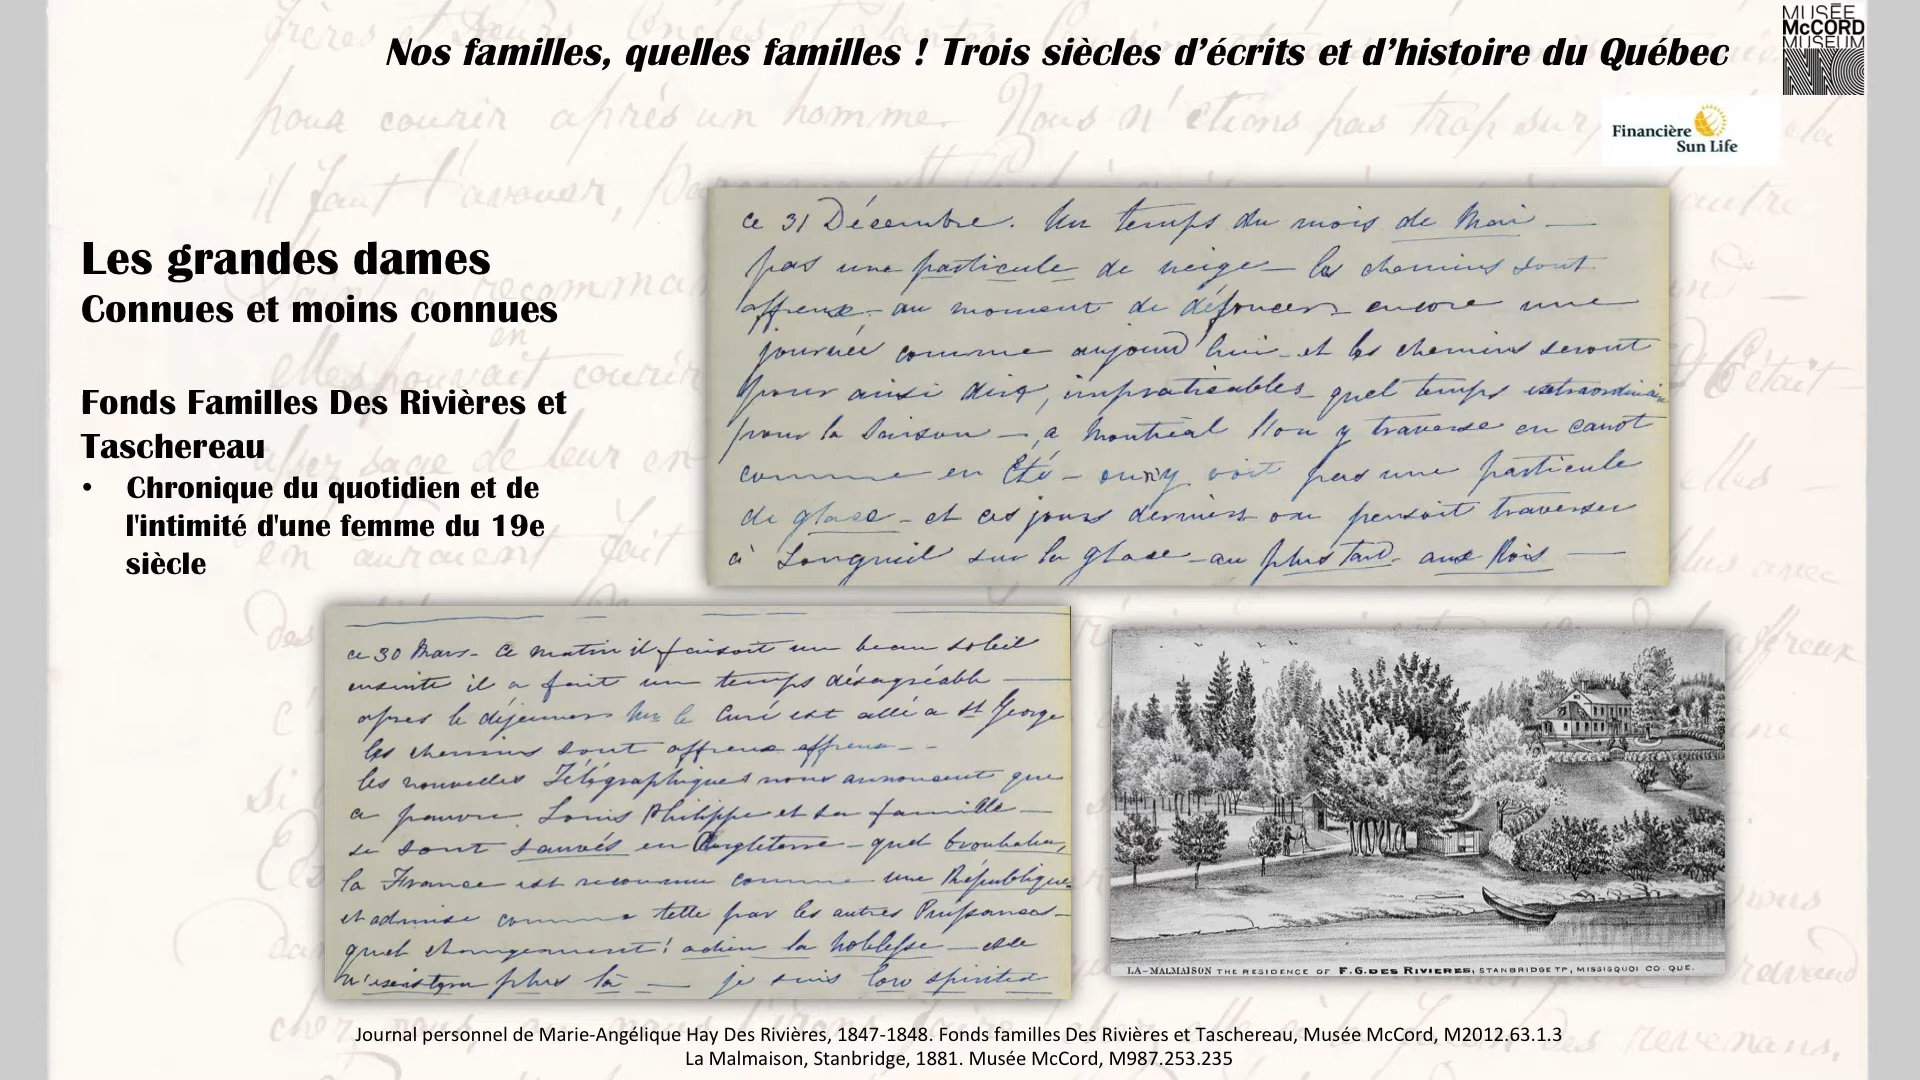 Nos familles, quelles familles ! Trois siècles d’écrits et d’histoire du Québec
MUSÉE
McCORD
MUSEUM
Financière
Sun Life
Les grandes dames
Connues et moins connues
Fonds Familles Des Rivières et
Taschereau
• Chronique du quotidien et de
l'intimité d'une femme du 19e
siècle
ce 31 Décembre. Un temps du mois de Mai —
pas une particule de neige — les chemins sont
affreux - au moment de défoncer encore une
journée comme aujourd'hui - et les chemins seront
pour ainsi dire, impraticables - quel temps extraordinaire
pour la saison — a Montréal l'on y traverse en canot
comme en Été - on n'y voit pas une particule
de glace - et ces jours derniers on pensoit traverser
à Longueil sur la glace - au plus tard - aux Rois —
ce 30 Mars - Ce matin il faisoit un beau soleil
ensuite il a fait un temps désagréable —
apres le déjeuner Mr le Curé est allé a St George
les chemins sont affreux affreux - -
les nouvelles Télégraphiques nous annoncent que
ce pauvre Louis Philippe et sa famille —
se sont sauvés en Angleterre - quel brouhaha,
la France est reconnue comme une République
et admise comme telle par les autres Puissances -
quel changement ! adieu la noblesse — elle
n'existera plus là — je suis low spirited
LA-MALMAISON THE RESIDENCE OF F.G. DES RIVIERES, STANBRIDGE TP, MISSISQUOI CO. QUE.
Journal personnel de Marie-Angélique Hay Des Rivières, 1847-1848. Fonds familles Des Rivières et Taschereau, Musée McCord, M2012.63.1.3
La Malmaison, Stanbridge, 1881. Musée McCord, M987.253.235